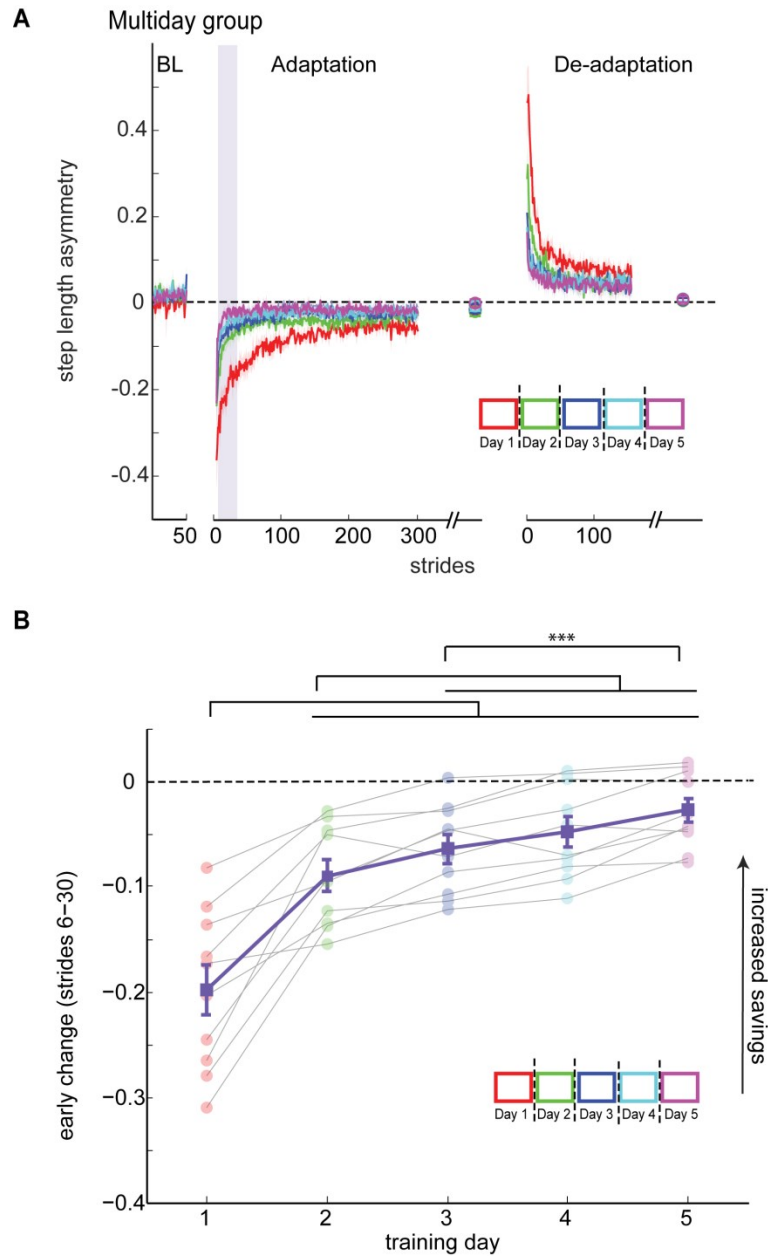 A
Multiday group
BL
Adaptation
De-adaptation
step length asymmetry
0.4
0.2
0
-0.2
-0.4
50
0
100
200
300
0
100
strides
Day 1
Day 2
Day 3
Day 4
Day 5
B
***
early change (strides 6−30)
0
−0.1
−0.2
−0.3
−0.4
1
2
3
4
5
training day
increased savings
Day 1
Day 2
Day 3
Day 4
Day 5